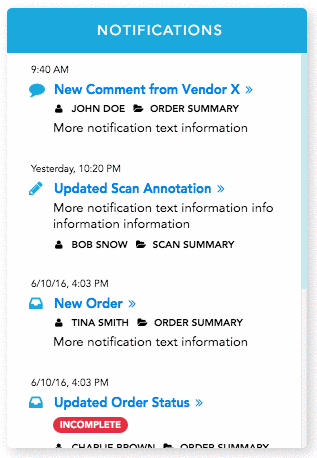 NOTIFICATIONS
9:40 AM
New Comment from Vendor X »
JOHN DOE ORDER SUMMARY
More notification text information
Yesterday, 10:20 PM
Updated Scan Annotation »
More notification text information info
information information
BOB SNOW SCAN SUMMARY
6/10/16, 4:03 PM
New Order »
TINA SMITH ORDER SUMMARY
More notification text information
6/10/16, 4:03 PM
Updated Order Status »
INCOMPLETE
CHARLIE BROWN ORDER SUMMARY